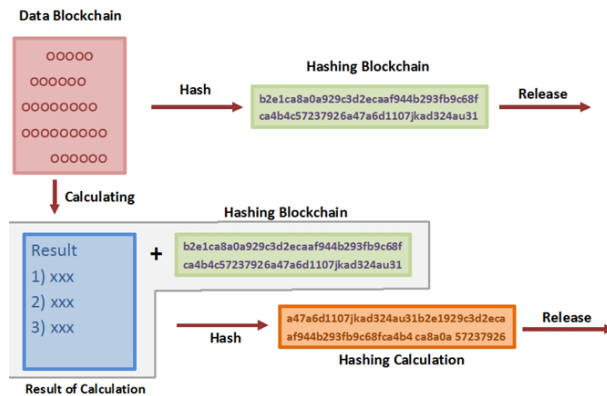 Data Blockchain
ooooo
oooooo
oooooooo
ooooooooo
oooooo
Hash
Hashing Blockchain
b2e1ca8a0a929c3d2ecaaf944b293fb9c68f
ca4b4c57237926a47a6d1107jkad324au31
Release
Calculating
Hashing Blockchain
Result
1) xxx
2) xxx
3) xxx
+
b2e1ca8a0a929c3d2ecaaf944b293fb9c68f
ca4b4c57237926a47a6d1107jkad324au31
Result of Calculation
Hash
a47a6d1107jkad324au31b2e1929c3d2eca
af944b293fb9c68fca4b4 ca8a0a 57237926
Hashing Calculation
Release